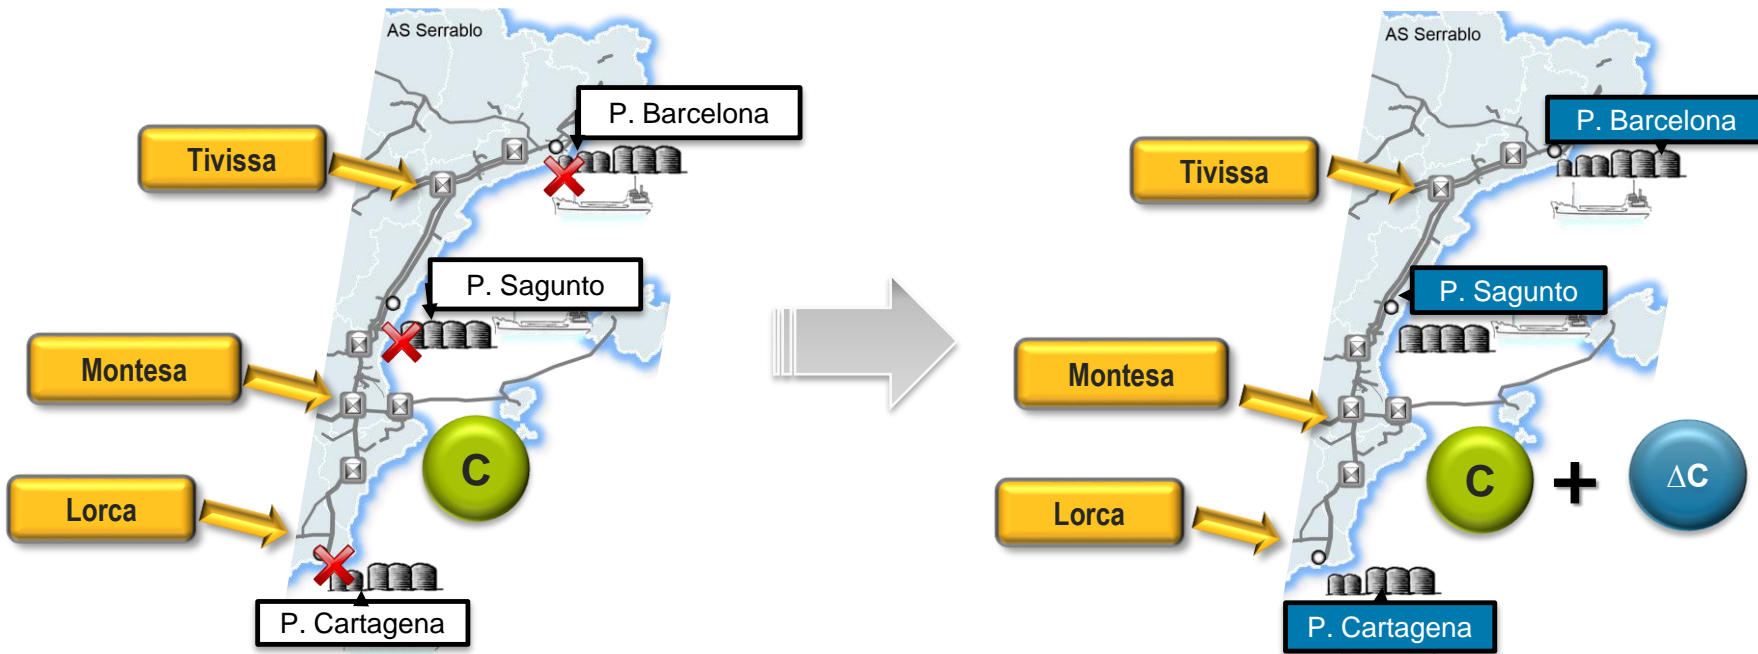 AS Serrablo
P. Barcelona
Tivissa
P. Sagunto
Montesa
C
Lorca
P. Cartagena
AS Serrablo
P. Barcelona
Tivissa
P. Sagunto
Montesa
C + ΔC
Lorca
P. Cartagena